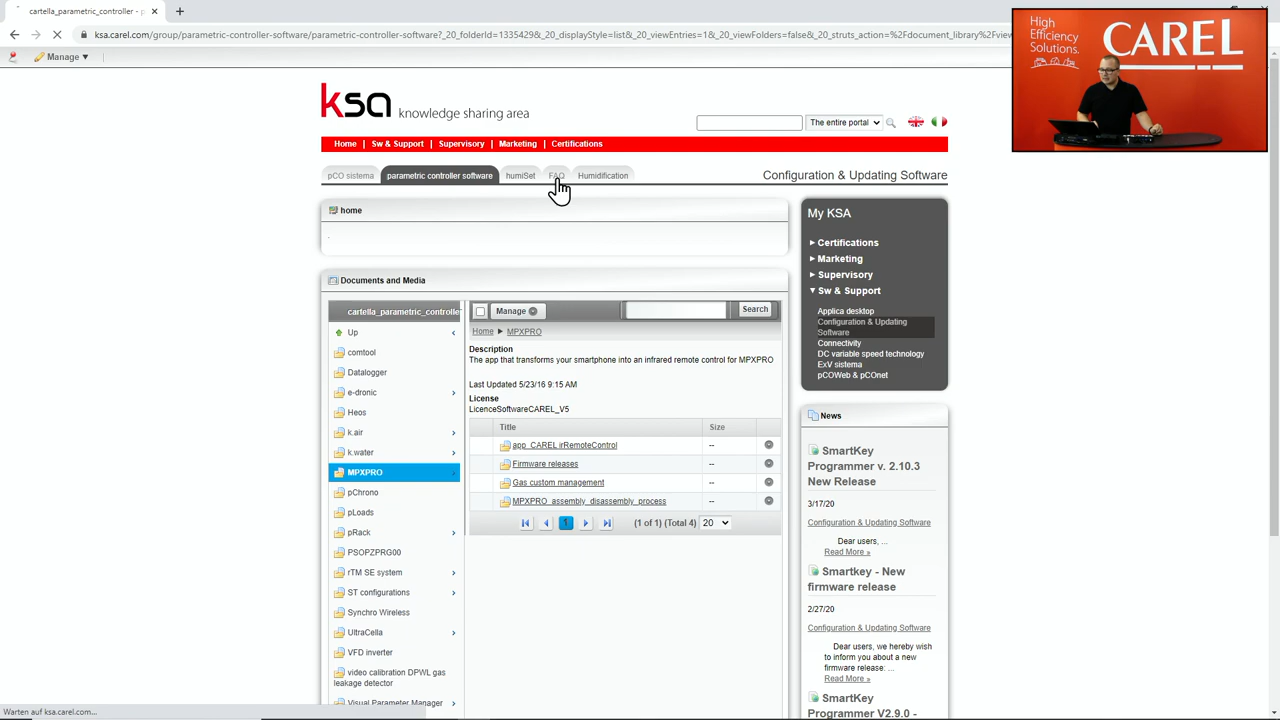 cartella_parametric_controller - p
ksa.carel.com/group/parametric-controller-software/parametric-controller-software?_20_folderId=1335429&_20_displayStyle=list&_20_viewEntries=1&_20_viewFolders=false&_20_struts_action=%2Fdocument_library%2Fview
Manage
High
Efficiency
Solutions.
CAREL
ksa knowledge sharing area
The entire portal
Home Sw & Support Supervisory Marketing Certifications
pCO sistema parametric controller software humiSet FAQ Humidification
Configuration & Updating Software
home
.
Documents and Media
cartella_parametric_controller
Up
comtool
Datalogger
e-dronic
Heos
k.air
k.water
MPXPRO
pChrono
pLoads
pRack
PSOPZPRG00
rTM SE system
ST configurations
Synchro Wireless
UltraCella
VFD inverter
video calibration DPWL gas
leakage detector
Visual Parameter Manager
Manage
Search
Home ▶ MPXPRO
Description
The app that transforms your smartphone into an infrared remote control for MPXPRO
Last Updated 5/23/16 9:15 AM
License
LicenceSoftwareCAREL_V5
Title Size
app_CAREL irRemoteControl --
Firmware releases --
Gas custom management --
MPXPRO_assembly_disassembly_process --
1 (1 of 1) (Total 4) 20
My KSA
Certifications
Marketing
Supervisory
Sw & Support
Applica desktop
Configuration & Updating
Software
Connectivity
DC variable speed technology
ExV sistema
pCOWeb & pCOnet
News
SmartKey
Programmer v. 2.10.3
New Release
3/17/20
Configuration & Updating Software
Dear users, ...
Read More »
Smartkey - New
firmware release
2/27/20
Configuration & Updating Software
Dear users, we hereby wish
to inform you about a new
firmware release: ...
Read More »
SmartKey
Programmer V2.9.0 -
Warten auf ksa.carel.com...